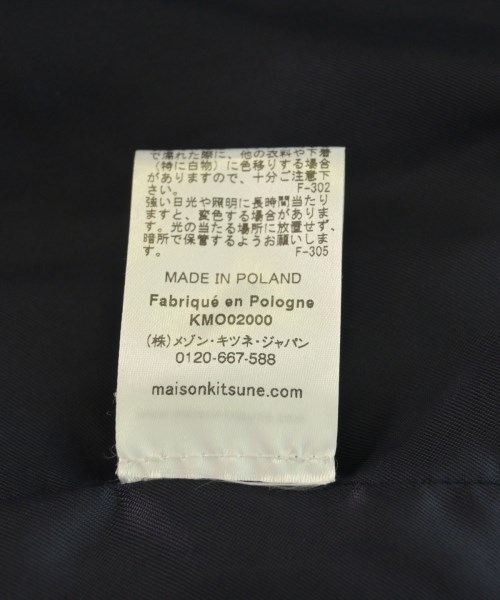 で濡れた際に、他の衣料や下着
(特に白物)に色移りする場合
がありますので、十分ご注意下
さい。 F-302
強い日光や照明に長時間当たり
ますと、変色する場合がありま
す。光の当たる場所に放置せず、
暗所で保管するようお願いしま
す。 F-305
MADE IN POLAND
Fabriqué en Pologne
KMO02000
(株)メゾン・キツネ・ジャパン
0120-667-588
maisonkitsune.com